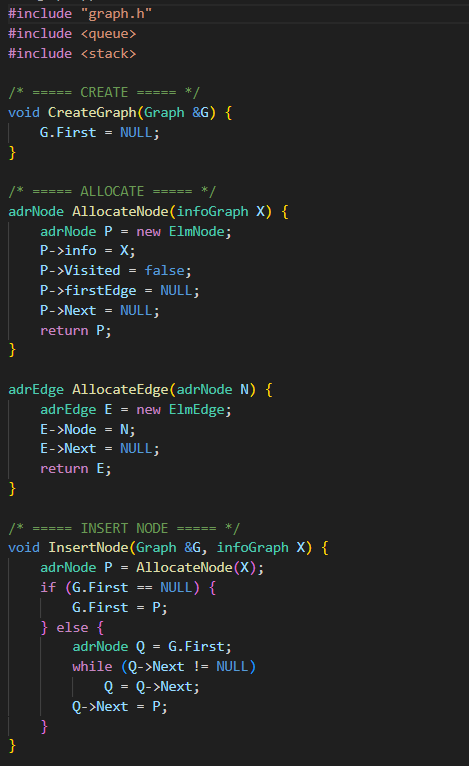 #include "graph.h"
#include <queue>
#include <stack>

/* ===== CREATE ===== */
void CreateGraph(Graph &G) {
    G.First = NULL;
}

/* ===== ALLOCATE ===== */
adrNode AllocateNode(infoGraph X) {
    adrNode P = new ElmNode;
    P->info = X;
    P->Visited = false;
    P->firstEdge = NULL;
    P->Next = NULL;
    return P;
}

adrEdge AllocateEdge(adrNode N) {
    adrEdge E = new ElmEdge;
    E->Node = N;
    E->Next = NULL;
    return E;
}

/* ===== INSERT NODE ===== */
void InsertNode(Graph &G, infoGraph X) {
    adrNode P = AllocateNode(X);
    if (G.First == NULL) {
        G.First = P;
    } else {
        adrNode Q = G.First;
        while (Q->Next != NULL)
            Q = Q->Next;
        Q->Next = P;
    }
}